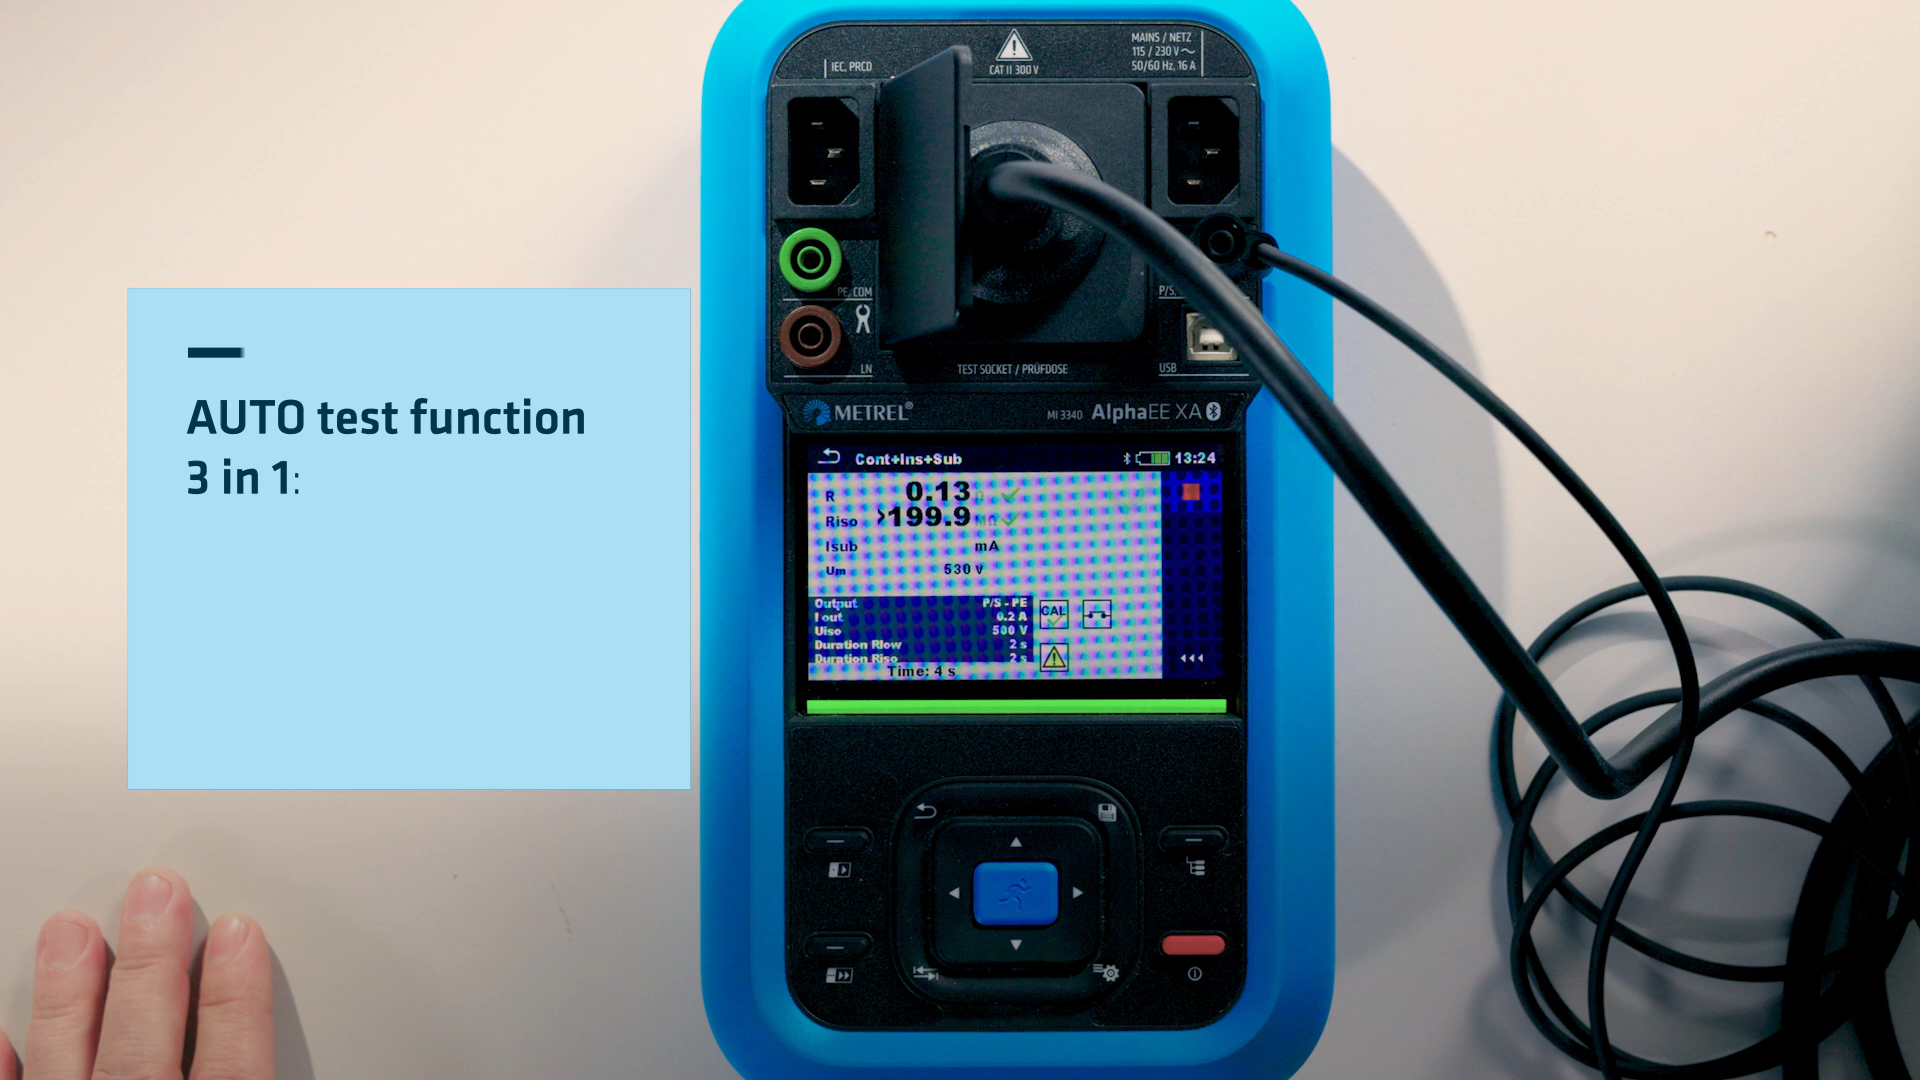 IEC, PRCD
CAT II 300 V
MAINS / NETZ
115 / 230 V ~
50/60 Hz, 16 A
PE, COM
P/S,
LN
TEST SOCKET / PRÜFDOSE
USB
METREL®
MI 3340 AlphaEE XA
AUTO test function
3 in 1:
Cont+Ins+Sub 13:24
R 0.13 Ω
Riso >199.9 MΩ
Isub mA
Um 530 V
Output P/S - PE
I out 0.2 A
Uiso 500 V
Duration Rlow 2 s
Duration Riso 2 s
CAL
Time: 4 s